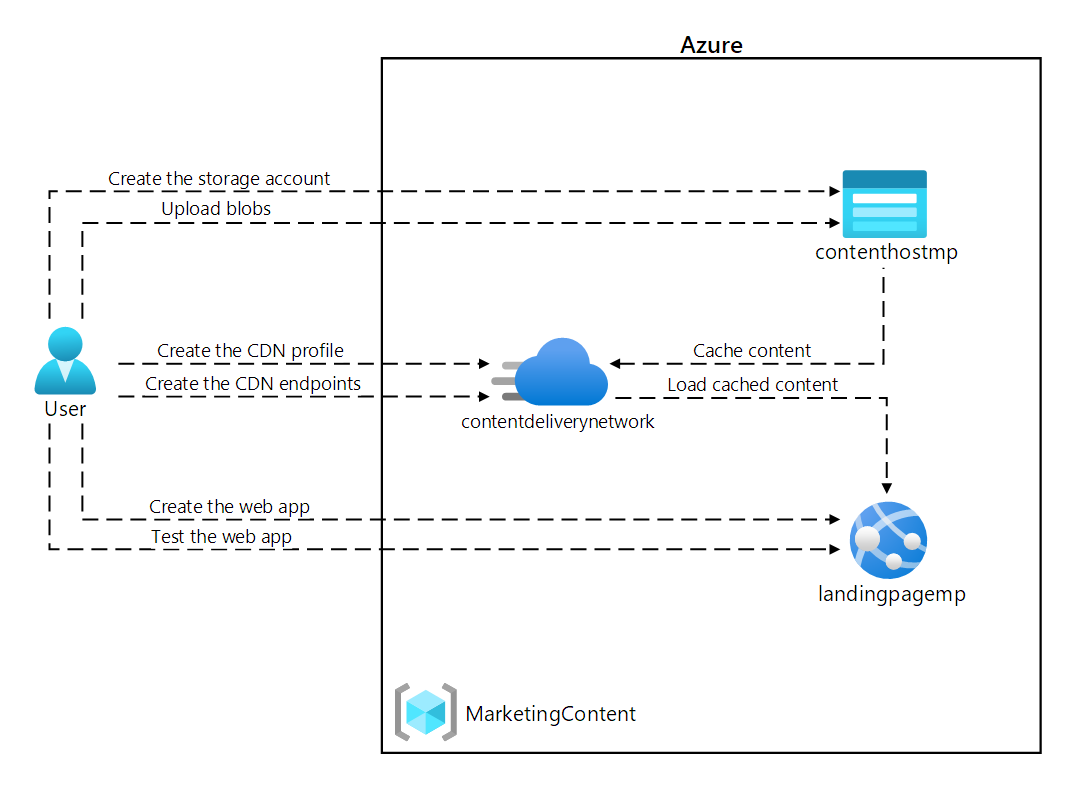 Azure
Create the storage account
Upload blobs
contenthostmp
Create the CDN profile
Cache content
Create the CDN endpoints
Load cached content
User
contentdeliverynetwork
Create the web app
Test the web app
landingpagemp
MarketingContent